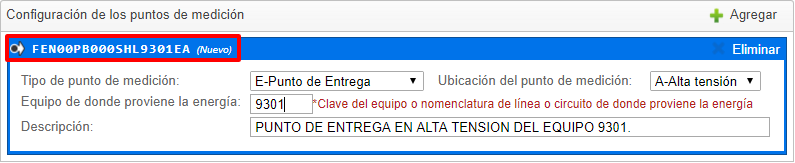 Configuración de los puntos de medición Agregar
FEN00PB000SHL9301EA (Nuevo) Eliminar
Tipo de punto de medición: E-Punto de Entrega Ubicación del punto de medición: A-Alta tensión
Equipo de donde proviene la energía: 9301 *Clave del equipo o nomenclatura de línea o circuito de donde proviene la energía
Descripción: PUNTO DE ENTREGA EN ALTA TENSION DEL EQUIPO 9301.